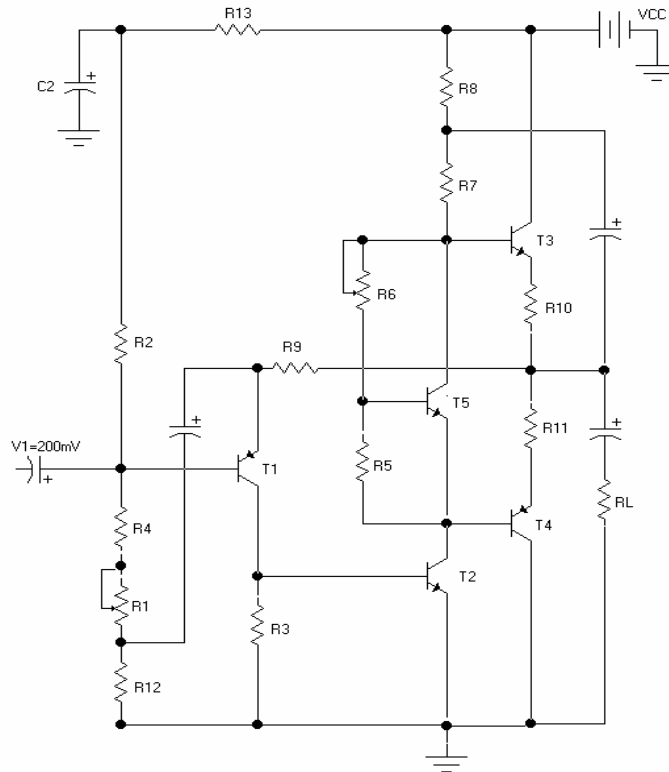 R13
VCC
C2
+
R8
R7
+
T3
R6
R10
R2
R9
+
T5
+
V1=200mV
R11
+
T1
R5
R4
T4
RL
T2
R1
R3
R12